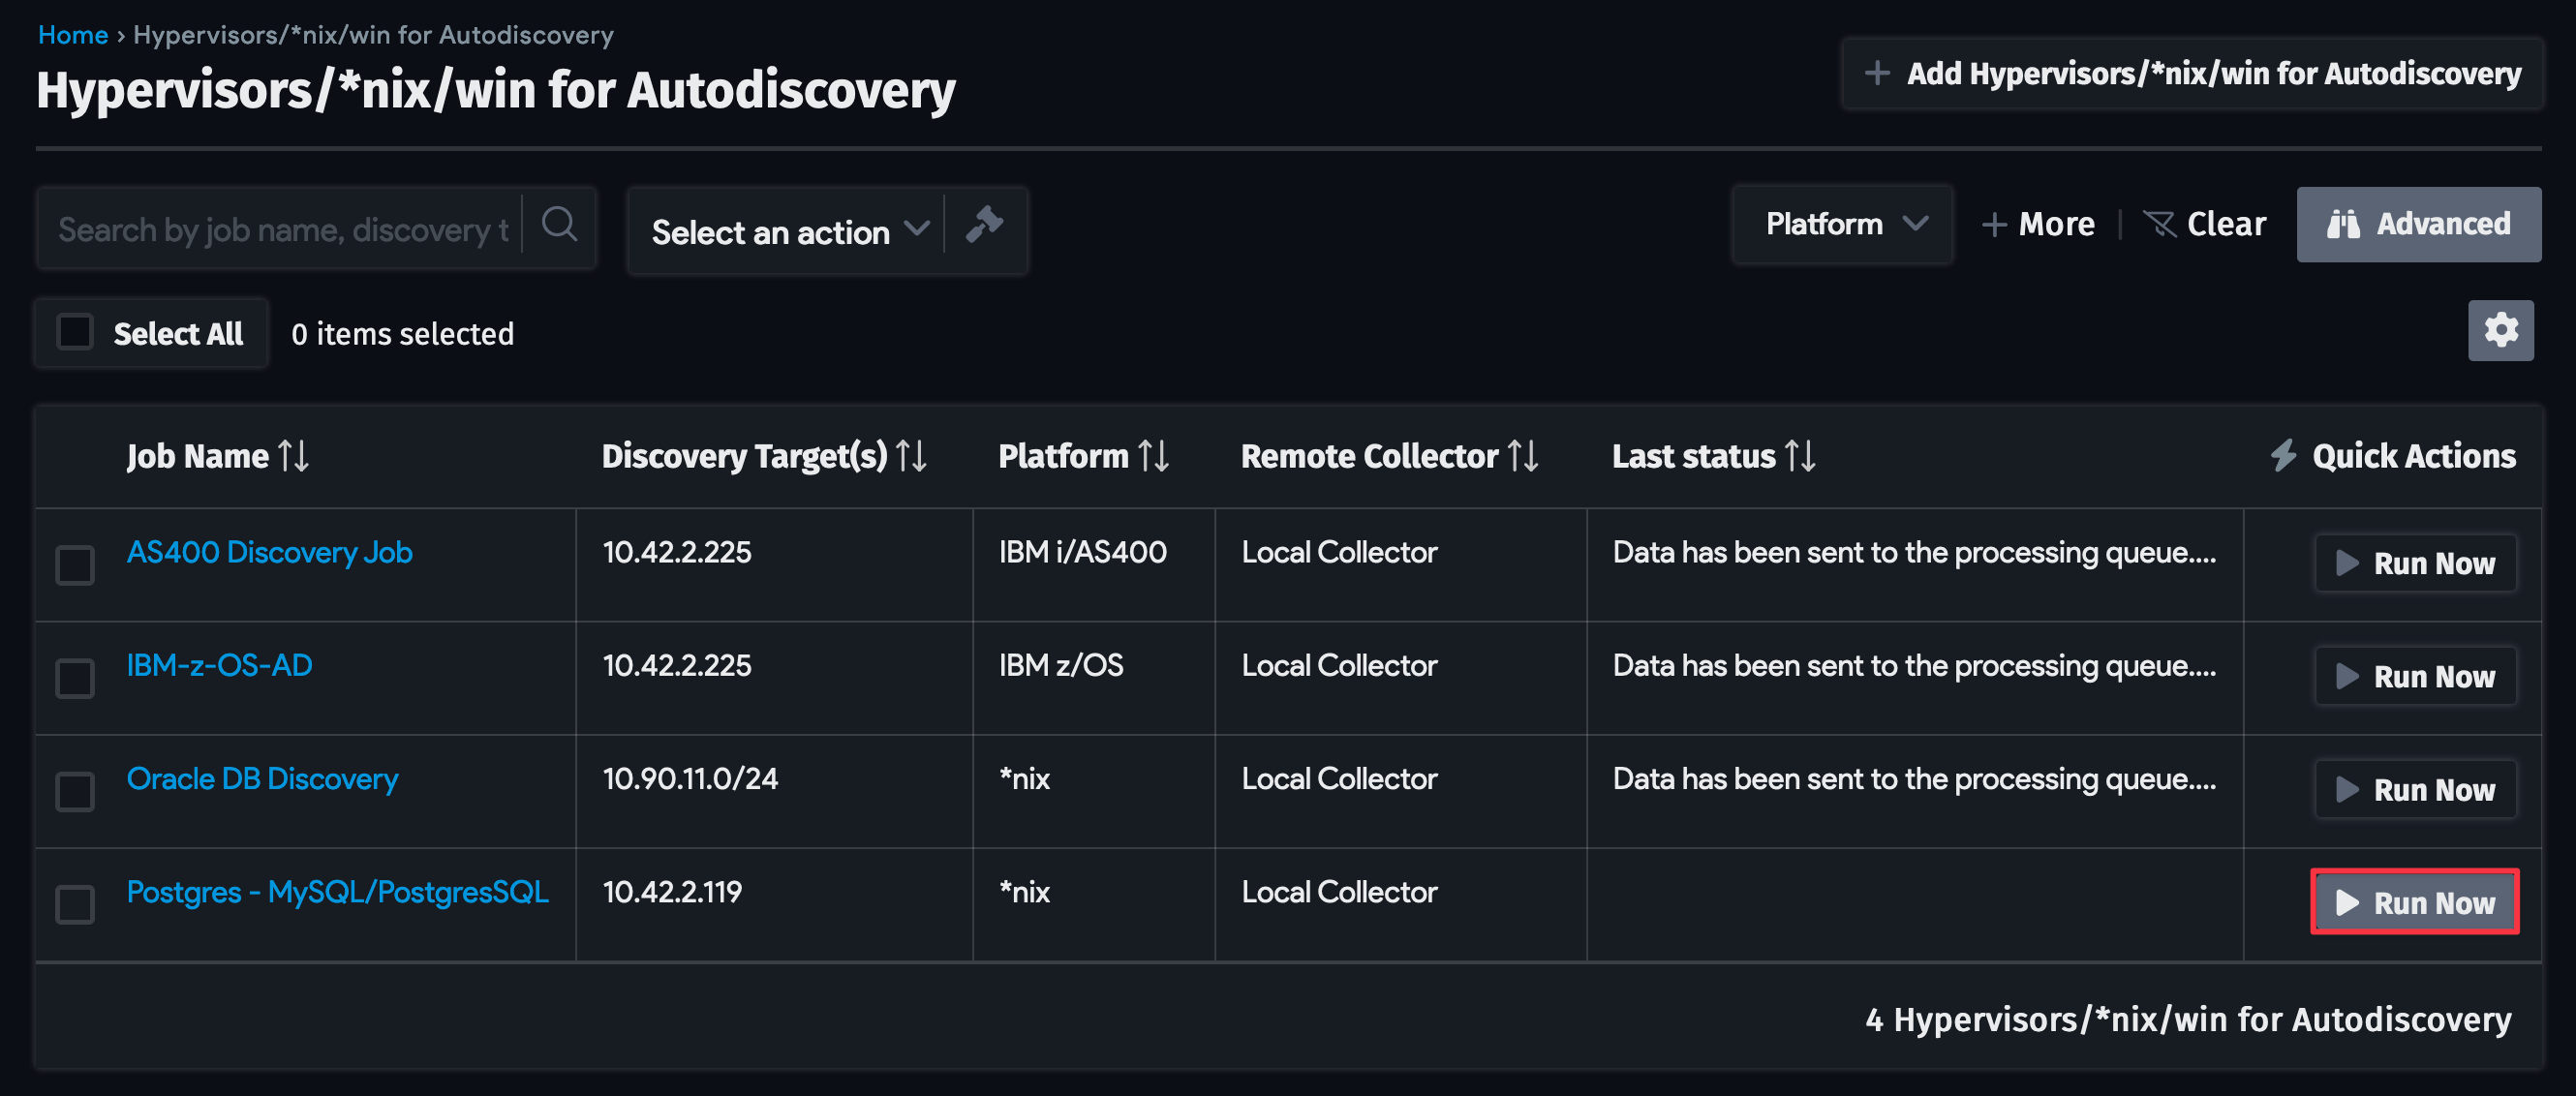 Home › Hypervisors/*nix/win for Autodiscovery
Hypervisors/*nix/win for Autodiscovery
Add Hypervisors/*nix/win for Autodiscovery
Search by job name, discovery t
Select an action
Platform
More
Clear
Advanced
Select All
0 items selected
Job Name Discovery Target(s) Platform Remote Collector Last status Quick Actions
AS400 Discovery Job 10.42.2.225 IBM i/AS400 Local Collector Data has been sent to the processing queue.... Run Now
IBM-z-OS-AD 10.42.2.225 IBM z/OS Local Collector Data has been sent to the processing queue.... Run Now
Oracle DB Discovery 10.90.11.0/24 *nix Local Collector Data has been sent to the processing queue.... Run Now
Postgres - MySQL/PostgresSQL 10.42.2.119 *nix Local Collector Run Now
4 Hypervisors/*nix/win for Autodiscovery